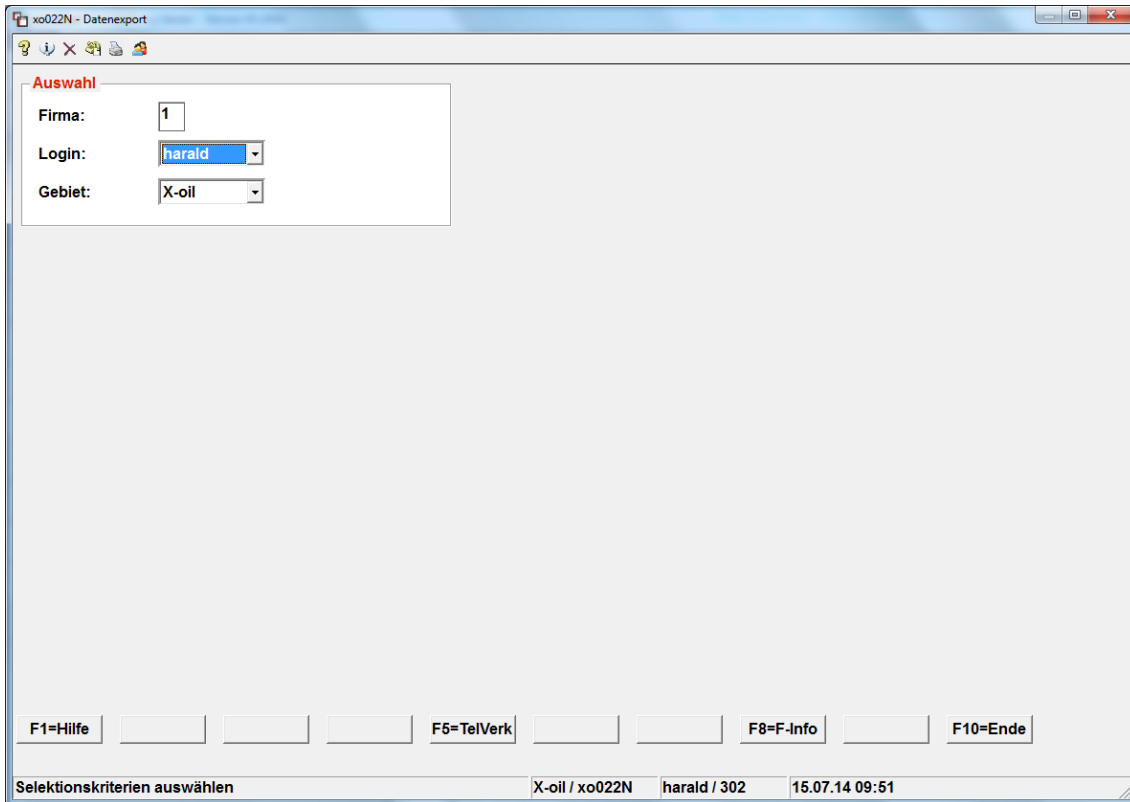 xo022N - Datenexport
Auswahl
Firma: 1
Login: harald
Gebiet: X-oil
F1=Hilfe F5=TelVerk F8=F-Info F10=Ende
Selektionskriterien auswählen X-oil / xo022N harald / 302 15.07.14 09:51